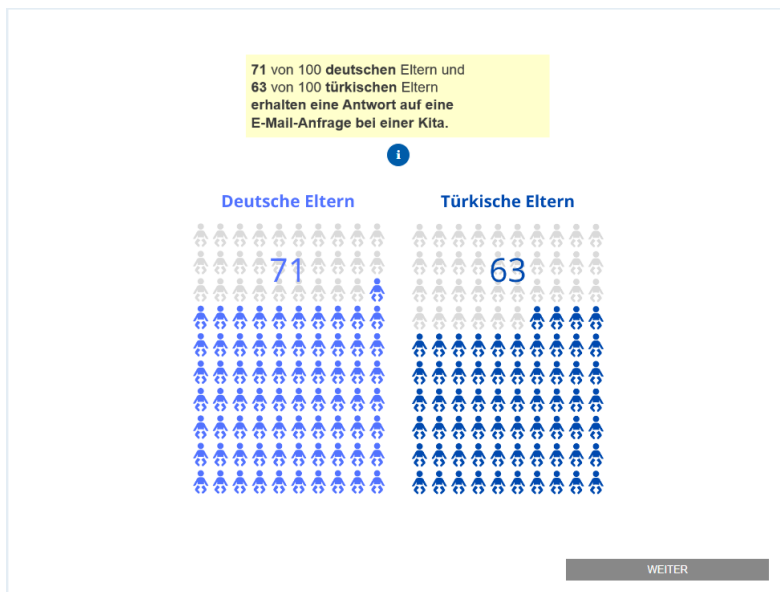 71 von 100 deutschen Eltern und
63 von 100 türkischen Eltern
erhalten eine Antwort auf eine
E-Mail-Anfrage bei einer Kita.
i
Deutsche Eltern
Türkische Eltern
71
63
WEITER